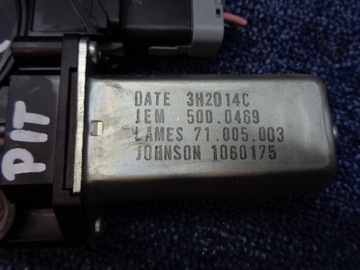 DATE 3H2014C
JEM 500.0469
LAMES 71.005.003
JOHNSON 1060175
PIT